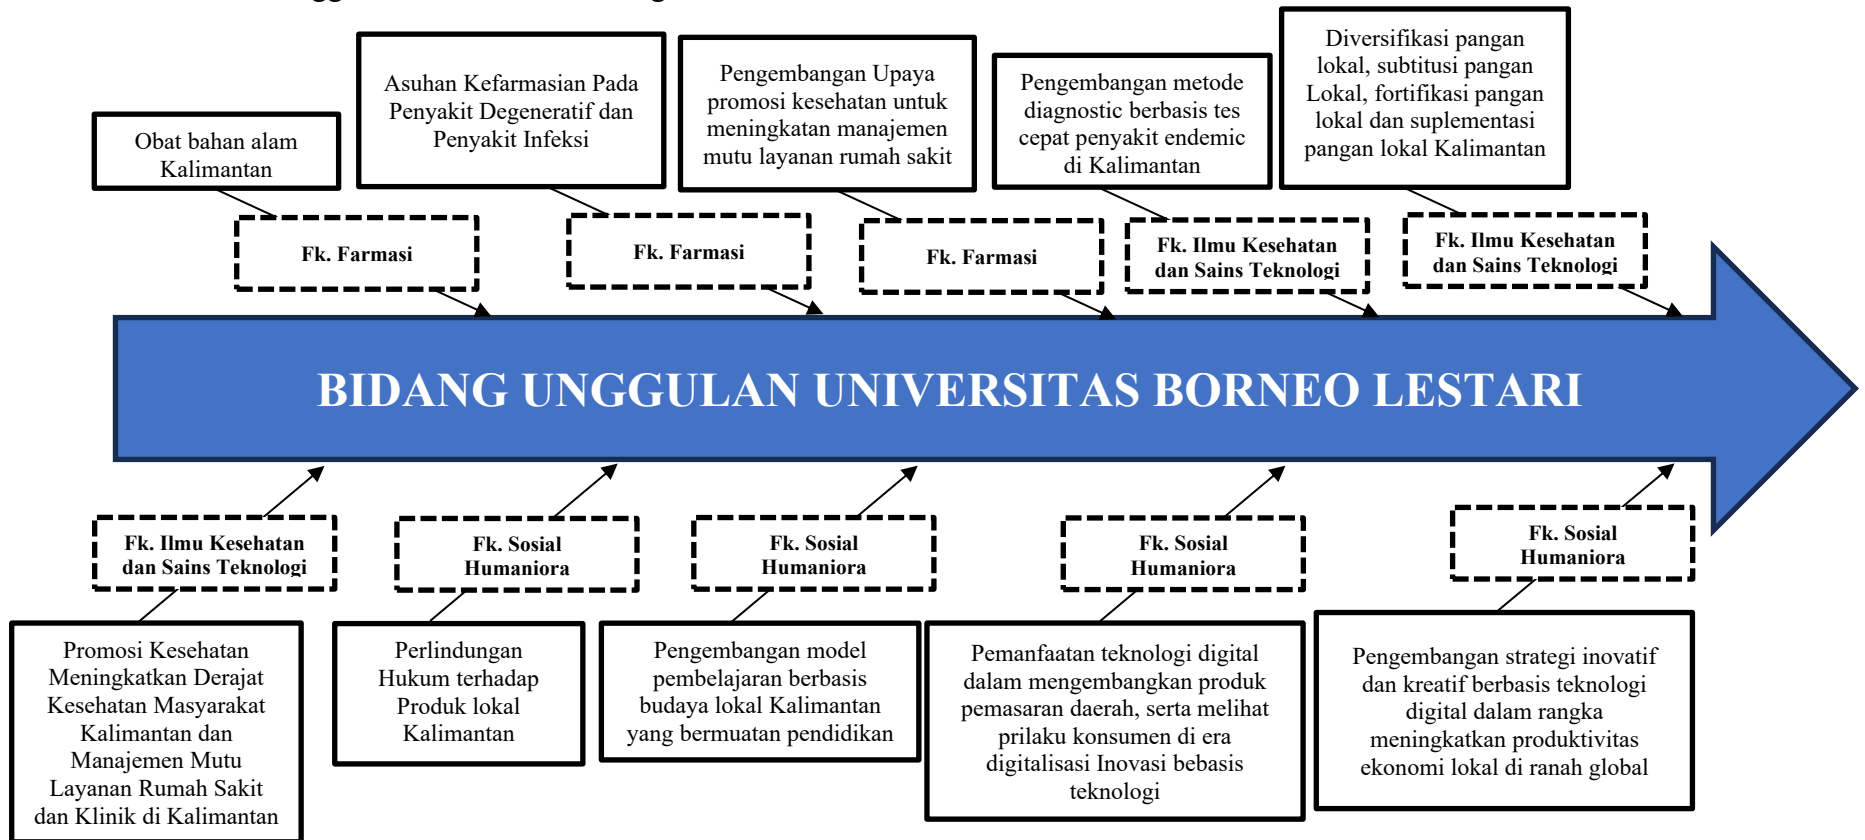 Obat bahan alam
Kalimantan
Asuhan Kefarmasian Pada
Penyakit Degeneratif dan
Penyakit Infeksi
Pengembangan Upaya
promosi kesehatan untuk
meningkatan manajemen
mutu layanan rumah sakit
Pengembangan metode
diagnostic berbasis tes
cepat penyakit endemic
di Kalimantan
Diversifikasi pangan
lokal, subtitusi pangan
Lokal, fortifikasi pangan
lokal dan suplementasi
pangan lokal Kalimantan
Fk. Farmasi
Fk. Farmasi
Fk. Farmasi
Fk. Ilmu Kesehatan
dan Sains Teknologi
Fk. Ilmu Kesehatan
dan Sains Teknologi
BIDANG UNGGULAN UNIVERSITAS BORNEO LESTARI
Fk. Ilmu Kesehatan
dan Sains Teknologi
Fk. Sosial
Humaniora
Fk. Sosial
Humaniora
Fk. Sosial
Humaniora
Fk. Sosial
Humaniora
Promosi Kesehatan
Meningkatkan Derajat
Kesehatan Masyarakat
Kalimantan dan
Manajemen Mutu
Layanan Rumah Sakit
dan Klinik di Kalimantan
Perlindungan
Hukum terhadap
Produk lokal
Kalimantan
Pengembangan model
pembelajaran berbasis
budaya lokal Kalimantan
yang bermuatan pendidikan
Pemanfaatan teknologi digital
dalam mengembangkan produk
pemasaran daerah, serta melihat
prilaku konsumen di era
digitalisasi Inovasi bebasis
teknologi
Pengembangan strategi inovatif
dan kreatif berbasis teknologi
digital dalam rangka
meningkatkan produktivitas
ekonomi lokal di ranah global